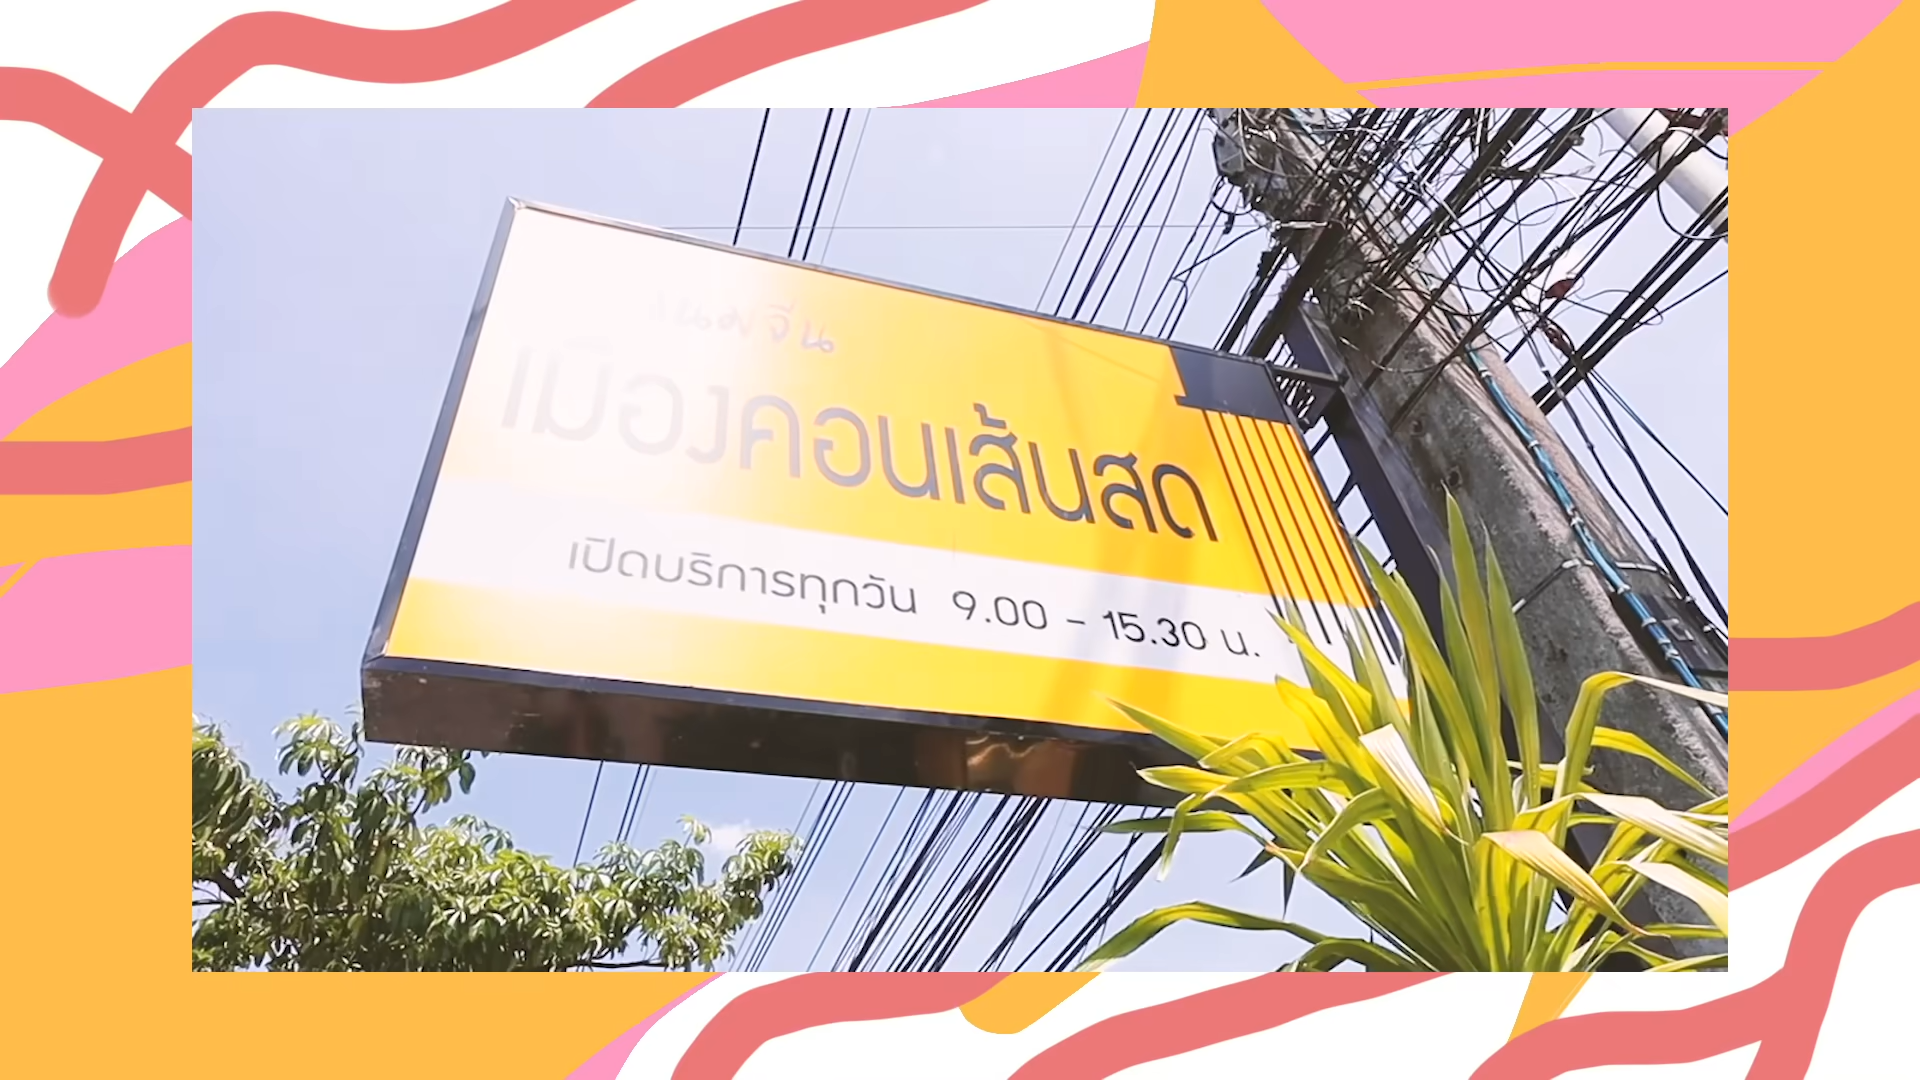 ขนมจีน
เมืองคอนเส้นสด
เปิดบริการทุกวัน 9.00 - 15.30 น.